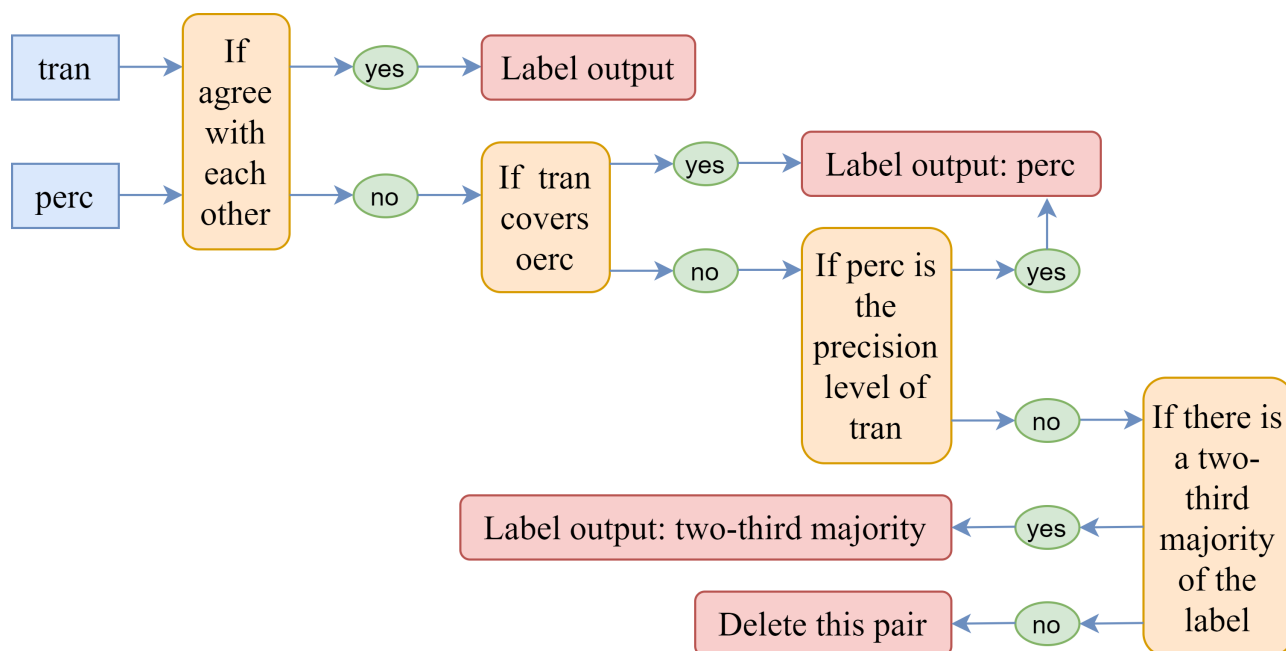 tran
perc
If
agree
with
each
other
yes
Label output
no
If tran
covers
oerc
yes
Label output: perc
no
If perc is
the
precision
level of
tran
yes
no
If there is
a two-
third
majority
of the
label
yes
Label output: two-third majority
no
Delete this pair